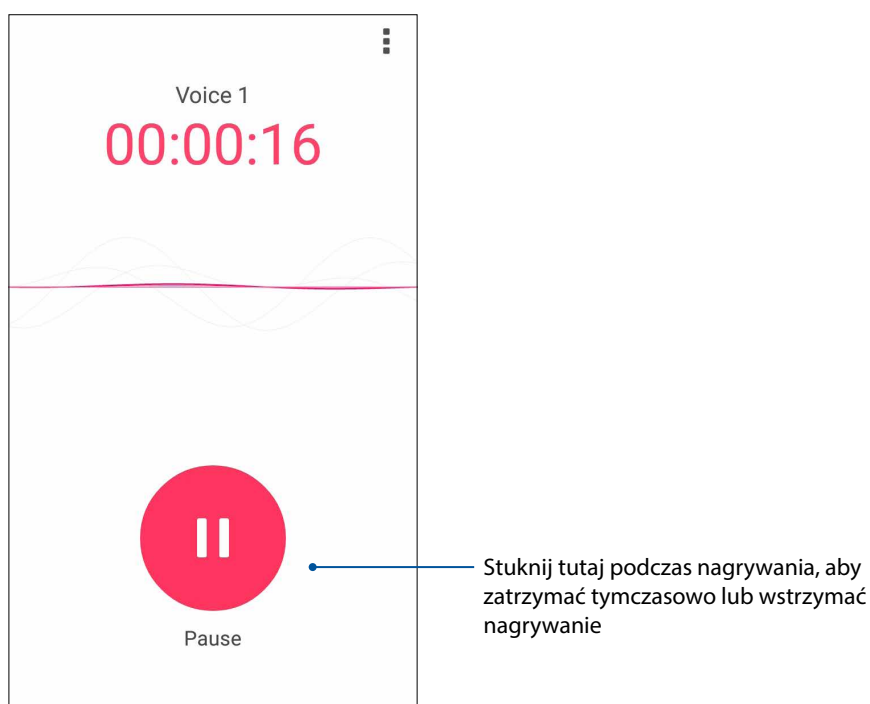 Voice 1
00:00:16
Stuknij tutaj podczas nagrywania, aby
zatrzymać tymczasowo lub wstrzymać
nagrywanie
Pause